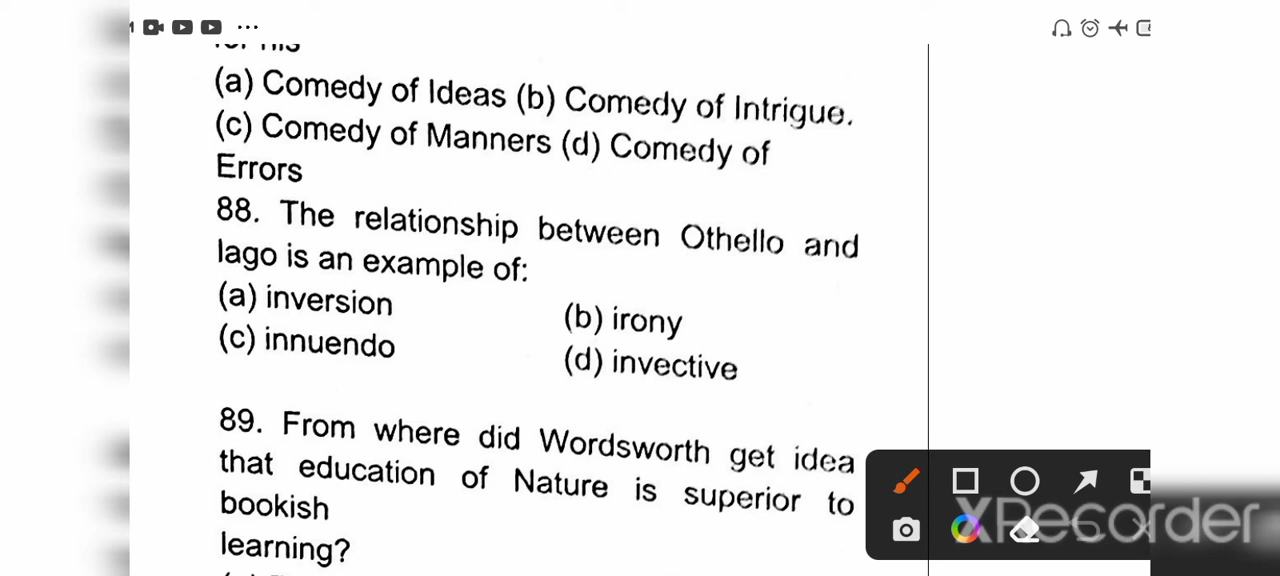 (a) Comedy of Ideas (b) Comedy of Intrigue.
(c) Comedy of Manners (d) Comedy of
Errors
88. The relationship between Othello and
Iago is an example of:
(a) inversion (b) irony
(c) innuendo (d) invective
89. From where did Wordsworth get idea
that education of Nature is superior to
bookish
learning?
XRecorder